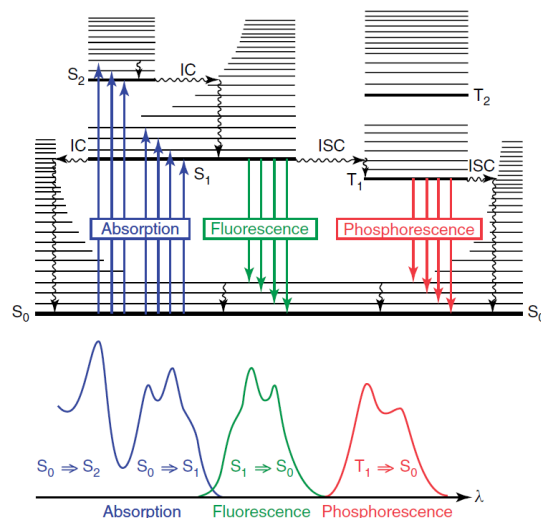 S2
IC
T2
IC
ISC
ISC
S1
T1
Absorption
Fluorescence
Phosphorescence
S0
S0
S0 ⇒ S2
S0 ⇒ S1
S1 ⇒ S0
T1 ⇒ S0
λ
Absorption
Fluorescence
Phosphorescence